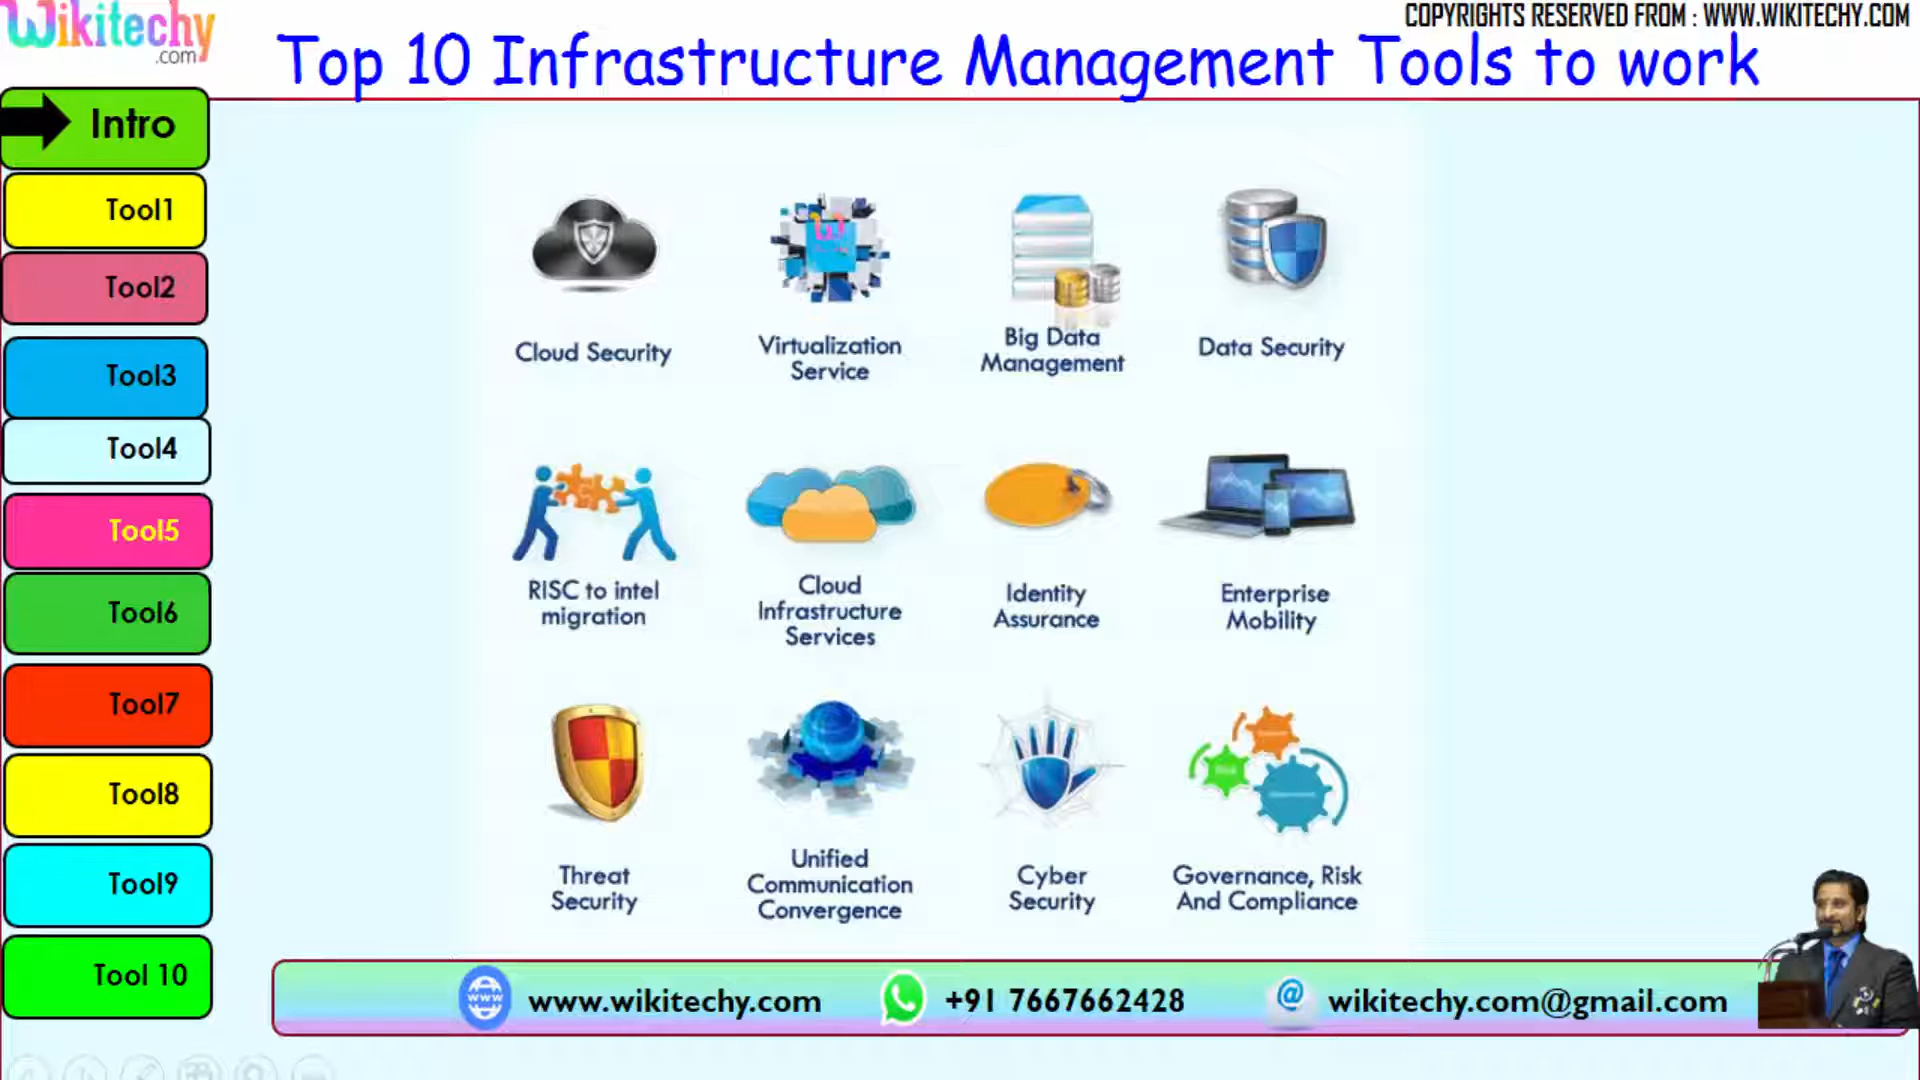 Wikitechy
.com
COPYRIGHTS RESERVED FROM : WWW.WIKITECHY.COM
Top 10 Infrastructure Management Tools to work
Intro
Tool1
Tool2
Tool3
Tool4
Tool5
Tool6
Tool7
Tool8
Tool9
Tool 10
Cloud Security
Virtualization
Service
Big Data
Management
Data Security
RISC to intel
migration
Cloud
Infrastructure
Services
Identity
Assurance
Enterprise
Mobility
Threat
Security
Unified
Communication
Convergence
Cyber
Security
Governance, Risk
And Compliance
www
www.wikitechy.com
+91 7667662428
@
wikitechy.com@gmail.com